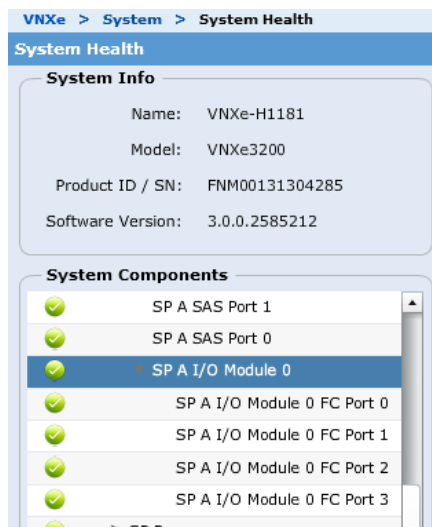 VNXe > System > System Health
System Health
System Info
Name: VNXe-H1181
Model: VNXe3200
Product ID / SN: FNM00131304285
Software Version: 3.0.0.2585212
System Components
SP A SAS Port 1
SP A SAS Port 0
SP A I/O Module 0
SP A I/O Module 0 FC Port 0
SP A I/O Module 0 FC Port 1
SP A I/O Module 0 FC Port 2
SP A I/O Module 0 FC Port 3